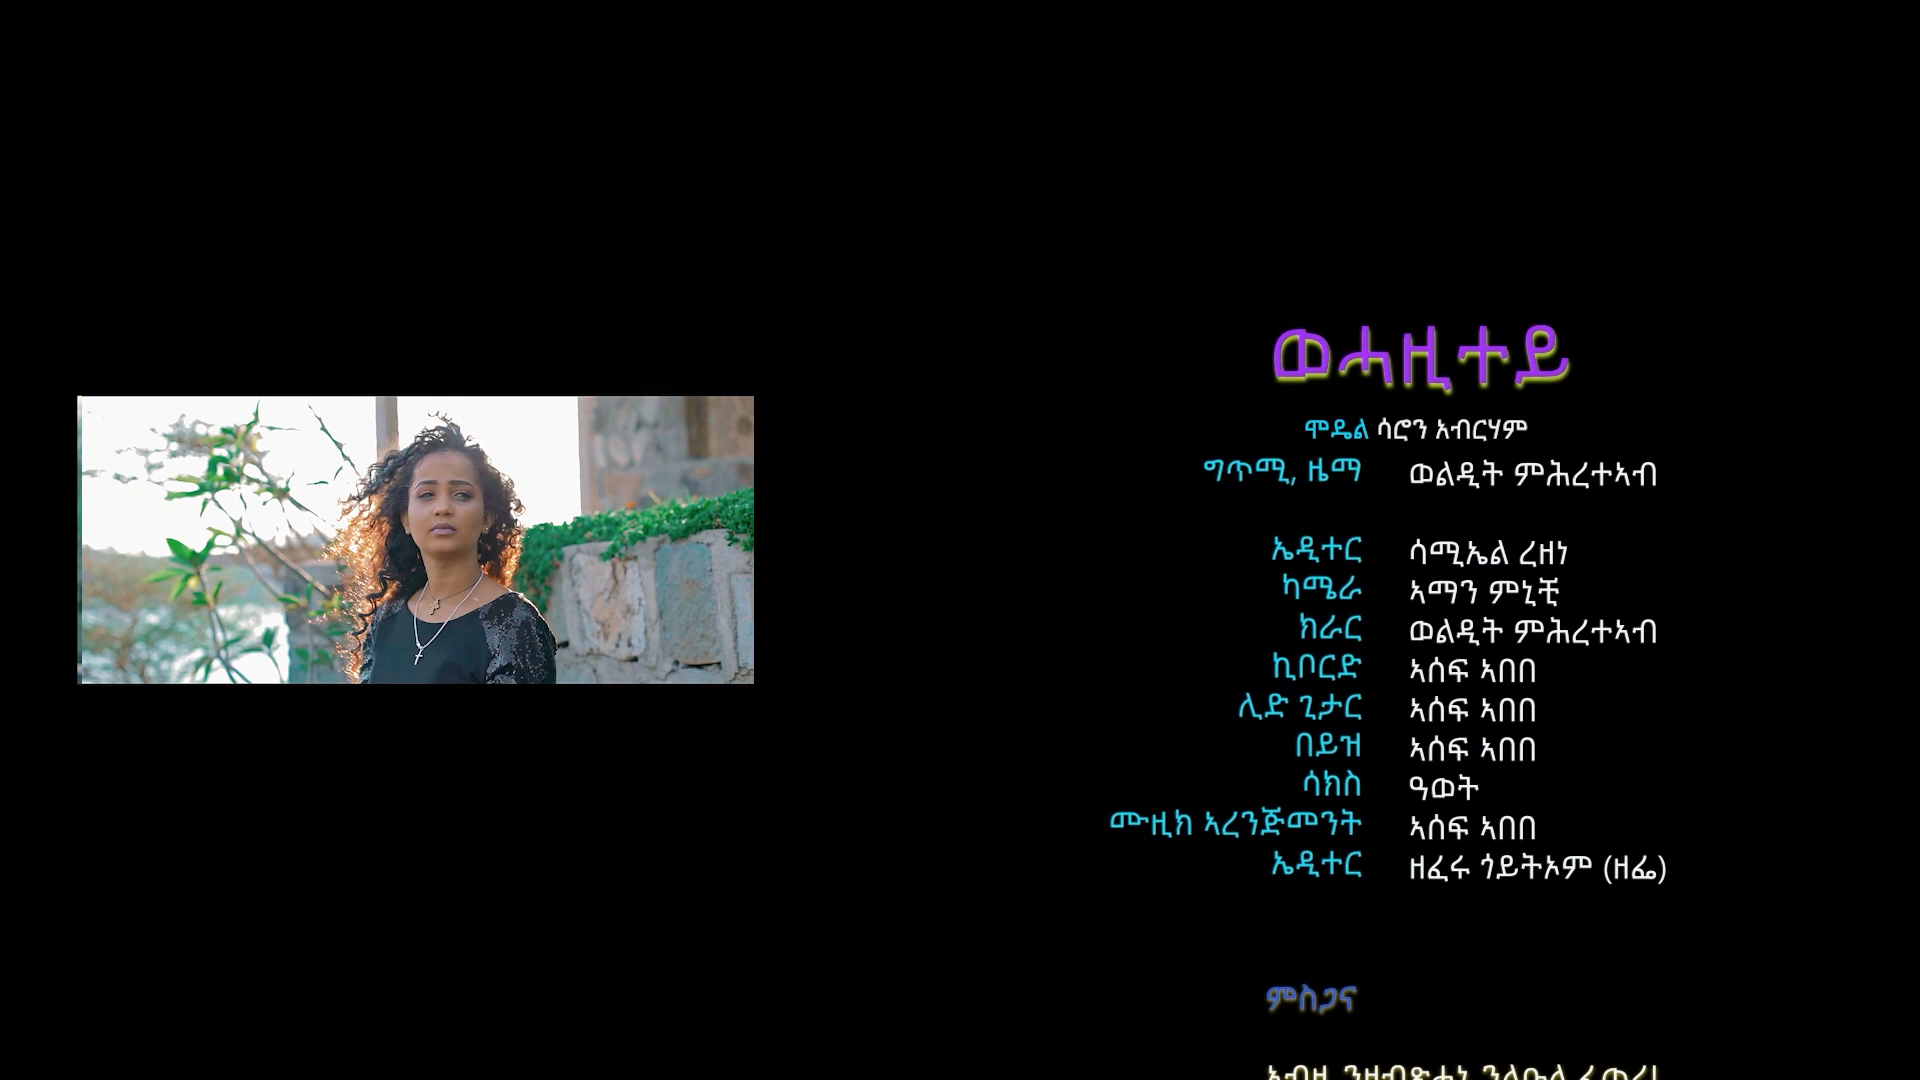 ወሓዚተይ
ሞዴል ሳሮን አብርሃም
ግጥሚ, ዜማ ወልዲት ምሕረተኣብ
ኤዲተር ሳሚኤል ረዘነ
ካሜራ ኣማን ምኒቺ
ክራር ወልዲት ምሕረተኣብ
ኪቦርድ ኣሰፍ ኣበበ
ሊድ ጊታር ኣሰፍ ኣበበ
በይዝ ኣሰፍ ኣበበ
ሳክስ ዓወት
ሙዚክ ኣረንጅመንት ኣሰፍ ኣበበ
ኤዲተር ዘፈሩ ጎይትኦም (ዘፌ)
ምስጋና